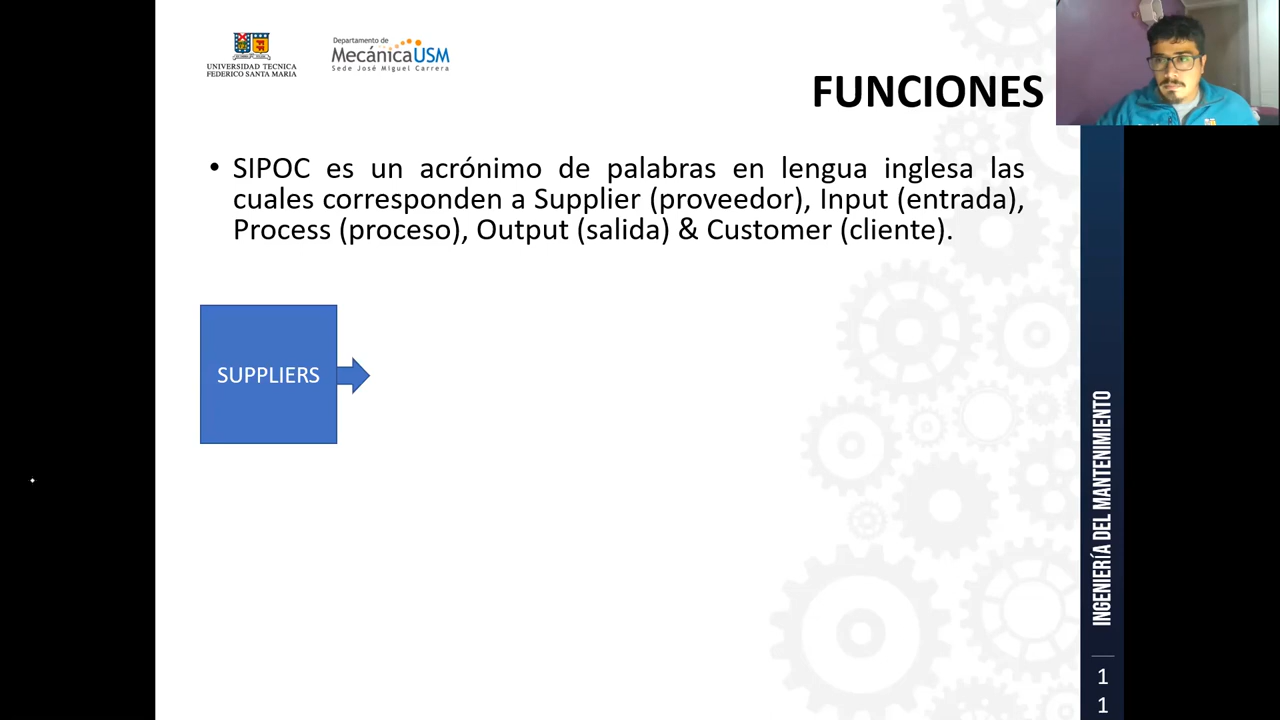 UNIVERSIDAD TECNICA
FEDERICO SANTA MARIA
Departamento de
MecánicaUSM
Sede José Miguel Carrera
FUNCIONES
• SIPOC es un acrónimo de palabras en lengua inglesa las
cuales corresponden a Supplier (proveedor), Input (entrada),
Process (proceso), Output (salida) & Customer (cliente).
SUPPLIERS
INGENIERÍA DEL MANTENIMIENTO
1
1